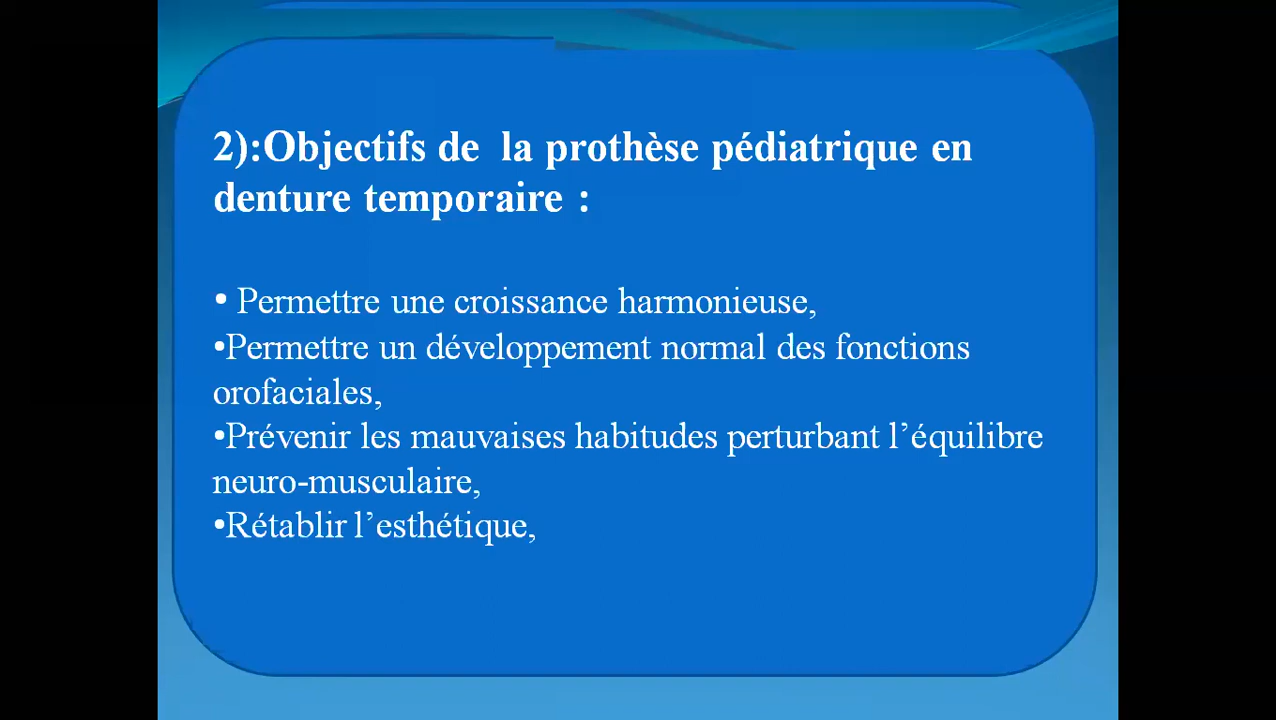 2):Objectifs de  la prothèse pédiatrique en
denture temporaire :
• Permettre une croissance harmonieuse,
•Permettre un développement normal des fonctions
orofaciales,
•Prévenir les mauvaises habitudes perturbant l’équilibre
neuro-musculaire,
•Rétablir l’esthétique,